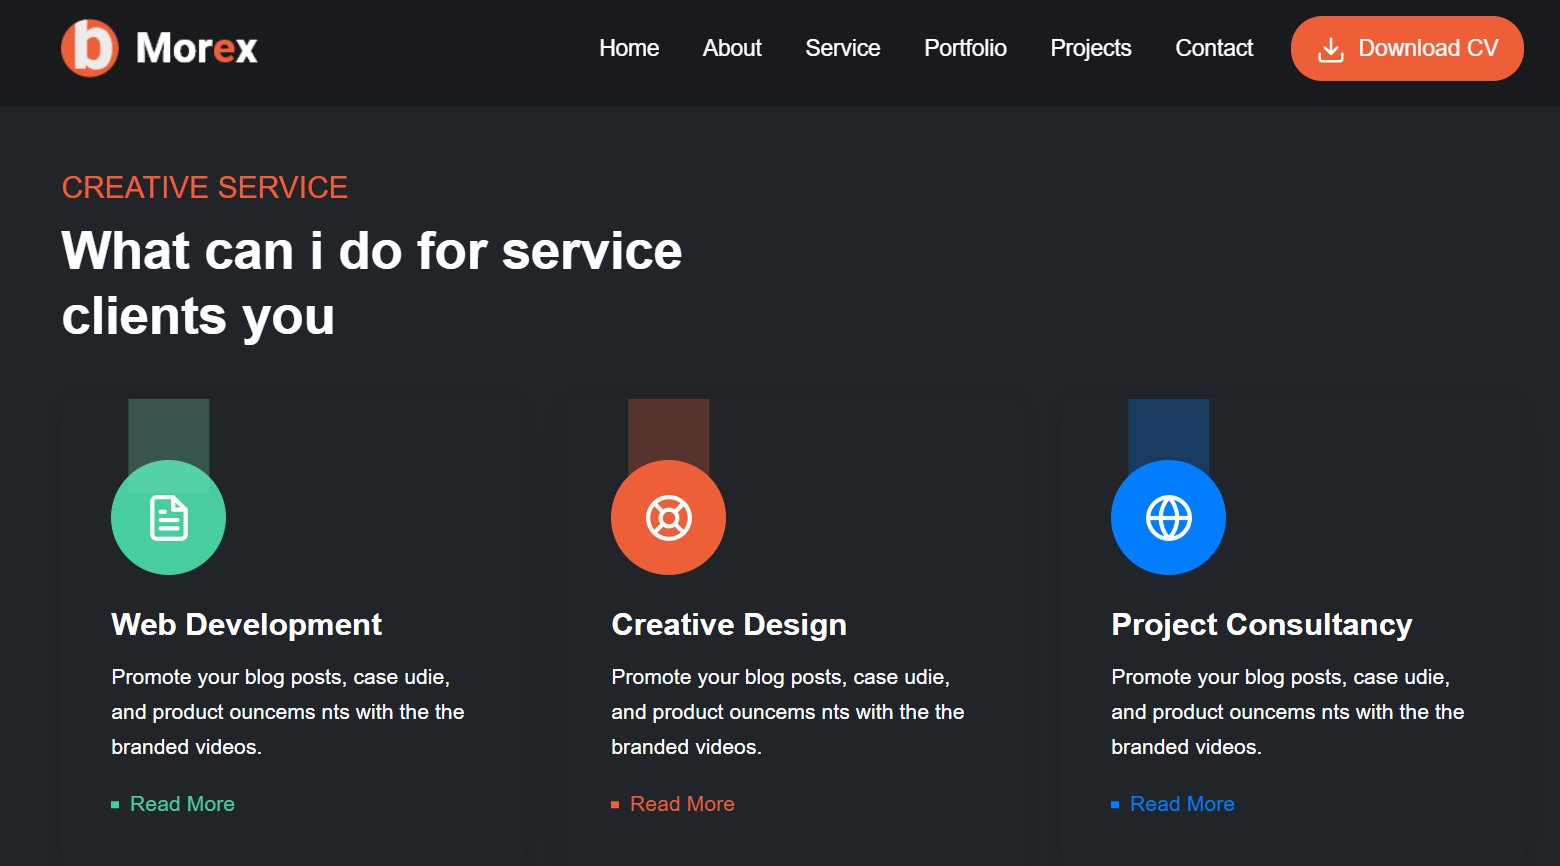 b Morex
Home About Service Portfolio Projects Contact Download CV
CREATIVE SERVICE
What can i do for service
clients you
Web Development
Promote your blog posts, case udie,
and product ouncems nts with the the
branded videos.
Read More
Creative Design
Promote your blog posts, case udie,
and product ouncems nts with the the
branded videos.
Read More
Project Consultancy
Promote your blog posts, case udie,
and product ouncems nts with the the
branded videos.
Read More